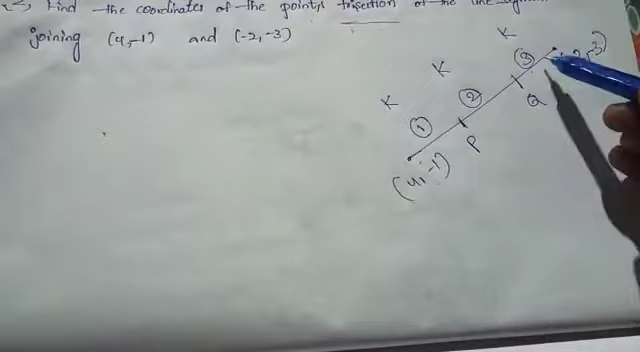 Find the coordinates of the points trisection of the line
joining (4,-1) and (-2,-3)
K
K
K
③
②
①
Q
P
(4,-1)